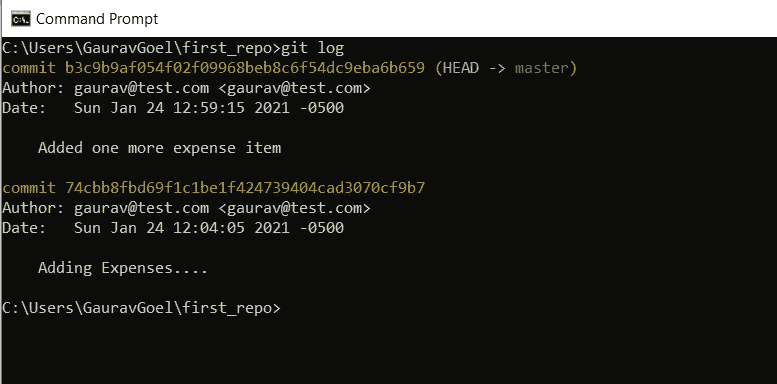 Command Prompt
C:\Users\GauravGoel\first_repo>git log
commit b3c9b9af054f02f09968beb8c6f54dc9eba6b659 (HEAD -> master)
Author: gaurav@test.com <gaurav@test.com>
Date:   Sun Jan 24 12:59:15 2021 -0500
    Added one more expense item
commit 74cbb8fbd69f1c1be1f424739404cad3070cf9b7
Author: gaurav@test.com <gaurav@test.com>
Date:   Sun Jan 24 12:04:05 2021 -0500
    Adding Expenses....
C:\Users\GauravGoel\first_repo>